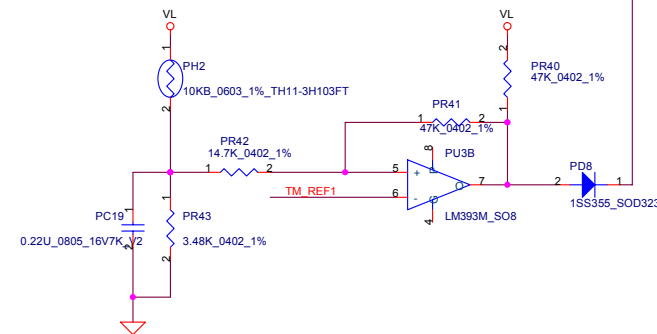 VL
VL
1
2
PH2
10KB_0603_1%_TH11-3H103FT
2
1
PR40
47K_0402_1%
PR41
1
2
47K_0402_1%
PR42
14.7K_0402_1%
1
2
PU3B
8
5
+
P
6
-
G
O
7
4
LM393M_SO8
TM_REF1
PD8
2
1
1SS355_SOD323
PC19
1
2
0.22U_0805_16V7K_V2
1
PR43
3.48K_0402_1%
2